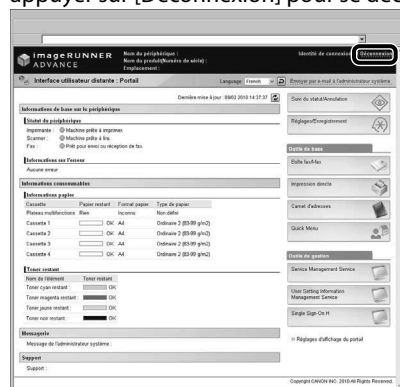 appuyer sur [Déconnexion] pour se déc
imageRUNNER
ADVANCE
Nom du périphérique :
Nom du produit(Numéro de série) :
Emplacement :
Identité de connexion
Déconnexion
Interface utilisateur distante : Portail
Language French
Envoyer par e-mail à l'administrateur système
Dernière mise à jour : 09/02 2010 14:37:37
Informations de base sur le périphérique
Statut du périphérique
Imprimante : Machine prête à imprimer.
Scanner : Machine prête à lire.
Fax : Prêt pour envoi ou réception de fax.
Informations sur l'erreur
Aucune erreur
Informations consommables
Informations papier
Cassette Papier restant Format papier Type de papier
Plateau multifonctions Rien Inconnu Non défini
Cassette 1 OK A4 Ordinaire 2 (83-99 g/m2)
Cassette 2 OK A4 Ordinaire 2 (83-99 g/m2)
Cassette 3 OK A4 Ordinaire 2 (83-99 g/m2)
Cassette 4 OK A4 Ordinaire 2 (83-99 g/m2)
Toner restant
Nom de l'élément Toner restant
Toner cyan restant : OK
Toner magenta restant : OK
Toner jaune restant : OK
Toner noir restant : OK
Messagerie
Message de l'administrateur système :
Support
Support :
Suivi du statut/Annulation
Réglages/Enregistrement
Outils de base
Boîte fax/I-fax
Impression directe
Carnet d'adresses
Quick Menu
Outils de gestion
Service Management Service
User Setting Information
Management Service
Single Sign-On H
Réglages d'affichage du portail
Copyright CANON INC. 2010 All Rights Reserved.